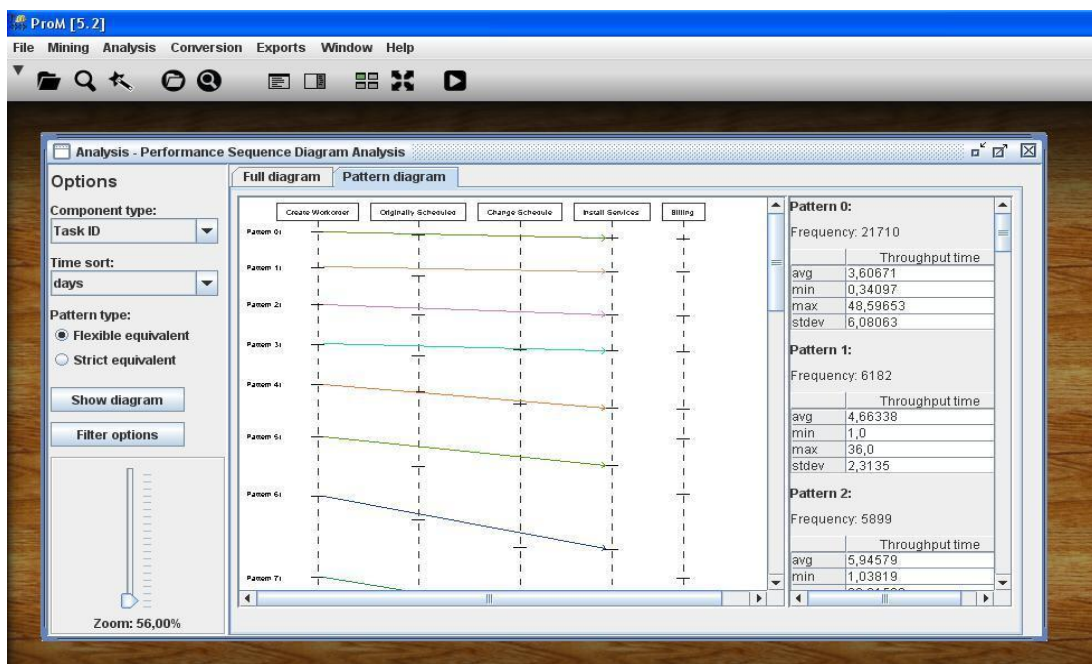 ProM [5.2]
File Mining Analysis Conversion Exports Window Help
Analysis - Performance Sequence Diagram Analysis
Options
Component type:
Task ID
Time sort:
days
Pattern type:
Flexible equivalent
Strict equivalent
Show diagram
Filter options
Zoom: 56,00%
Full diagram Pattern diagram
Create Workorder Originally Scheduled Change Schedule Install Services Billing
Pattern 0:
Pattern 1:
Pattern 2:
Pattern 3:
Pattern 4:
Pattern 5:
Pattern 6:
Pattern 7:
Pattern 0:
Frequency: 21710
Throughput time
avg 3,60671
min 0,34097
max 48,59653
stdev 6,08063
Pattern 1:
Frequency: 6182
Throughput time
avg 4,66338
min 1,0
max 36,0
stdev 2,3135
Pattern 2:
Frequency: 5899
Throughput time
avg 5,94579
min 1,03819